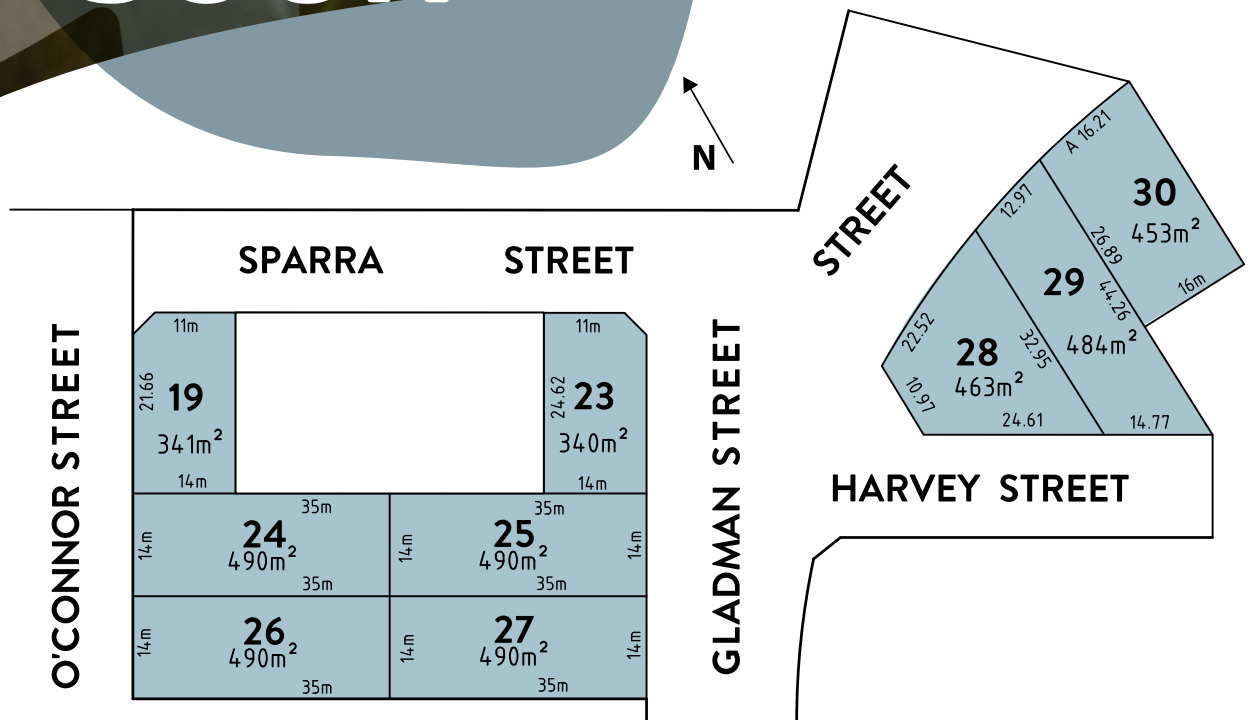 N
SPARRA STREET
STREET
O'CONNOR STREET
GLADMAN STREET
HARVEY STREET
11m
21.66
19
341m²
14m
11m
24.62
23
340m²
14m
35m
14m
24
490m²
35m
35m
14m
25
490m²
14m
35m
14m
26
490m²
35m
14m
27
490m²
14m
35m
A 16.21
30
453m²
16m
12.97
26.89
29
44.26
484m²
14.77
22.52
28
463m²
32.95
10.97
24.61